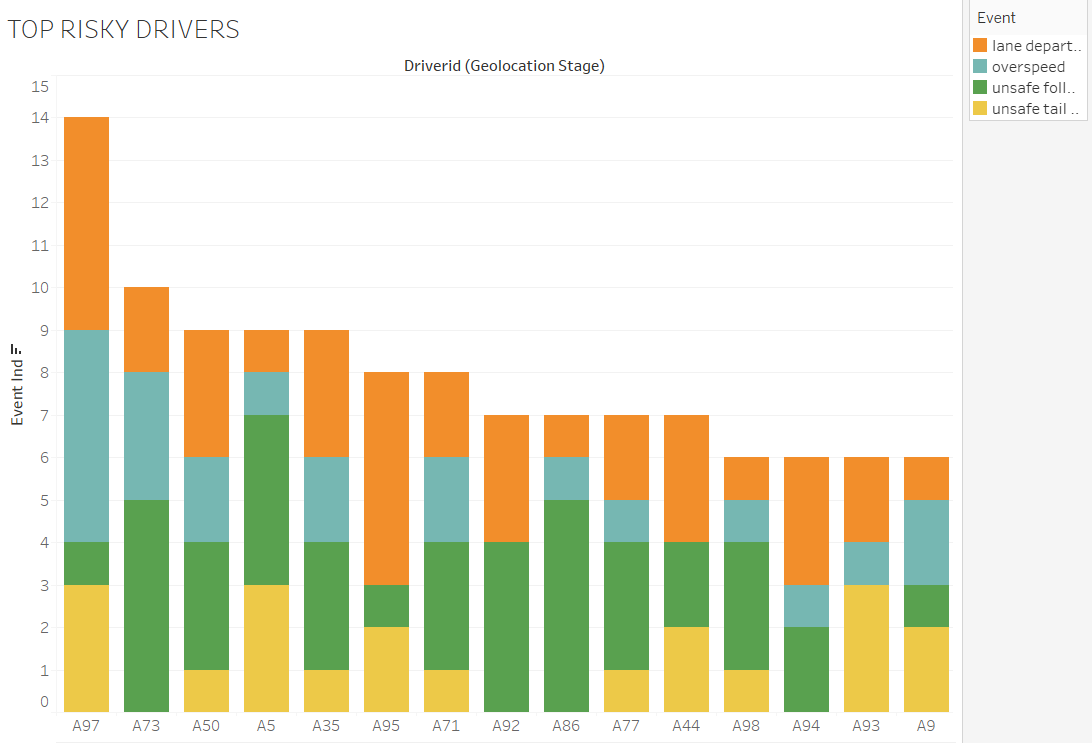 TOP RISKY DRIVERS
Driverid (Geolocation Stage)
15
14
13
12
11
10
9
8
7
6
5
4
3
2
1
0
Event Ind
A97 A73 A50 A5 A35 A95 A71 A92 A86 A77 A44 A98 A94 A93 A9
Event
lane depart..
overspeed
unsafe foll..
unsafe tail ..